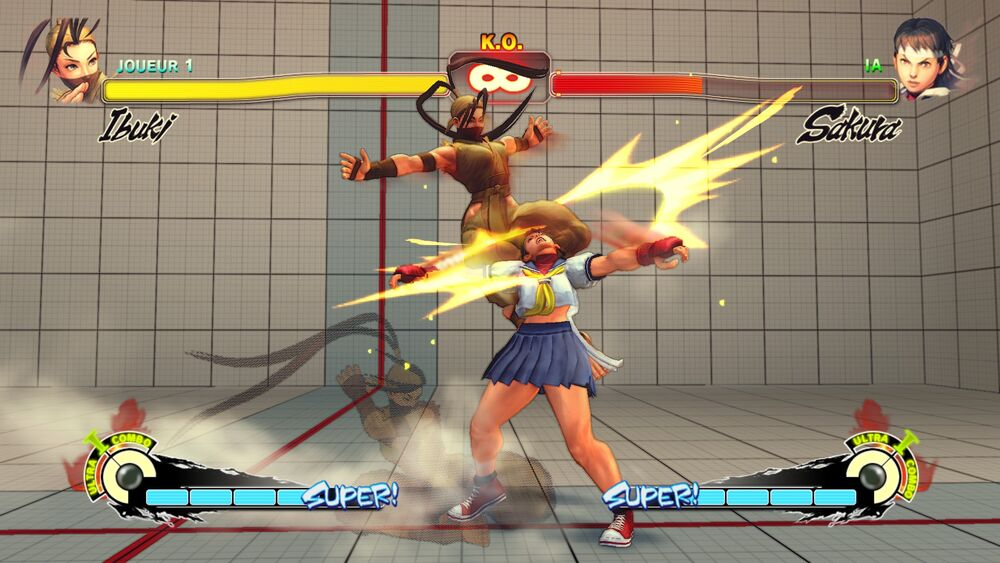 K.O.
JOUEUR 1
IA
∞
Ibuki
Sakura
ULTRA I COMBO
ULTRA I COMBO
SUPER!
SUPER!